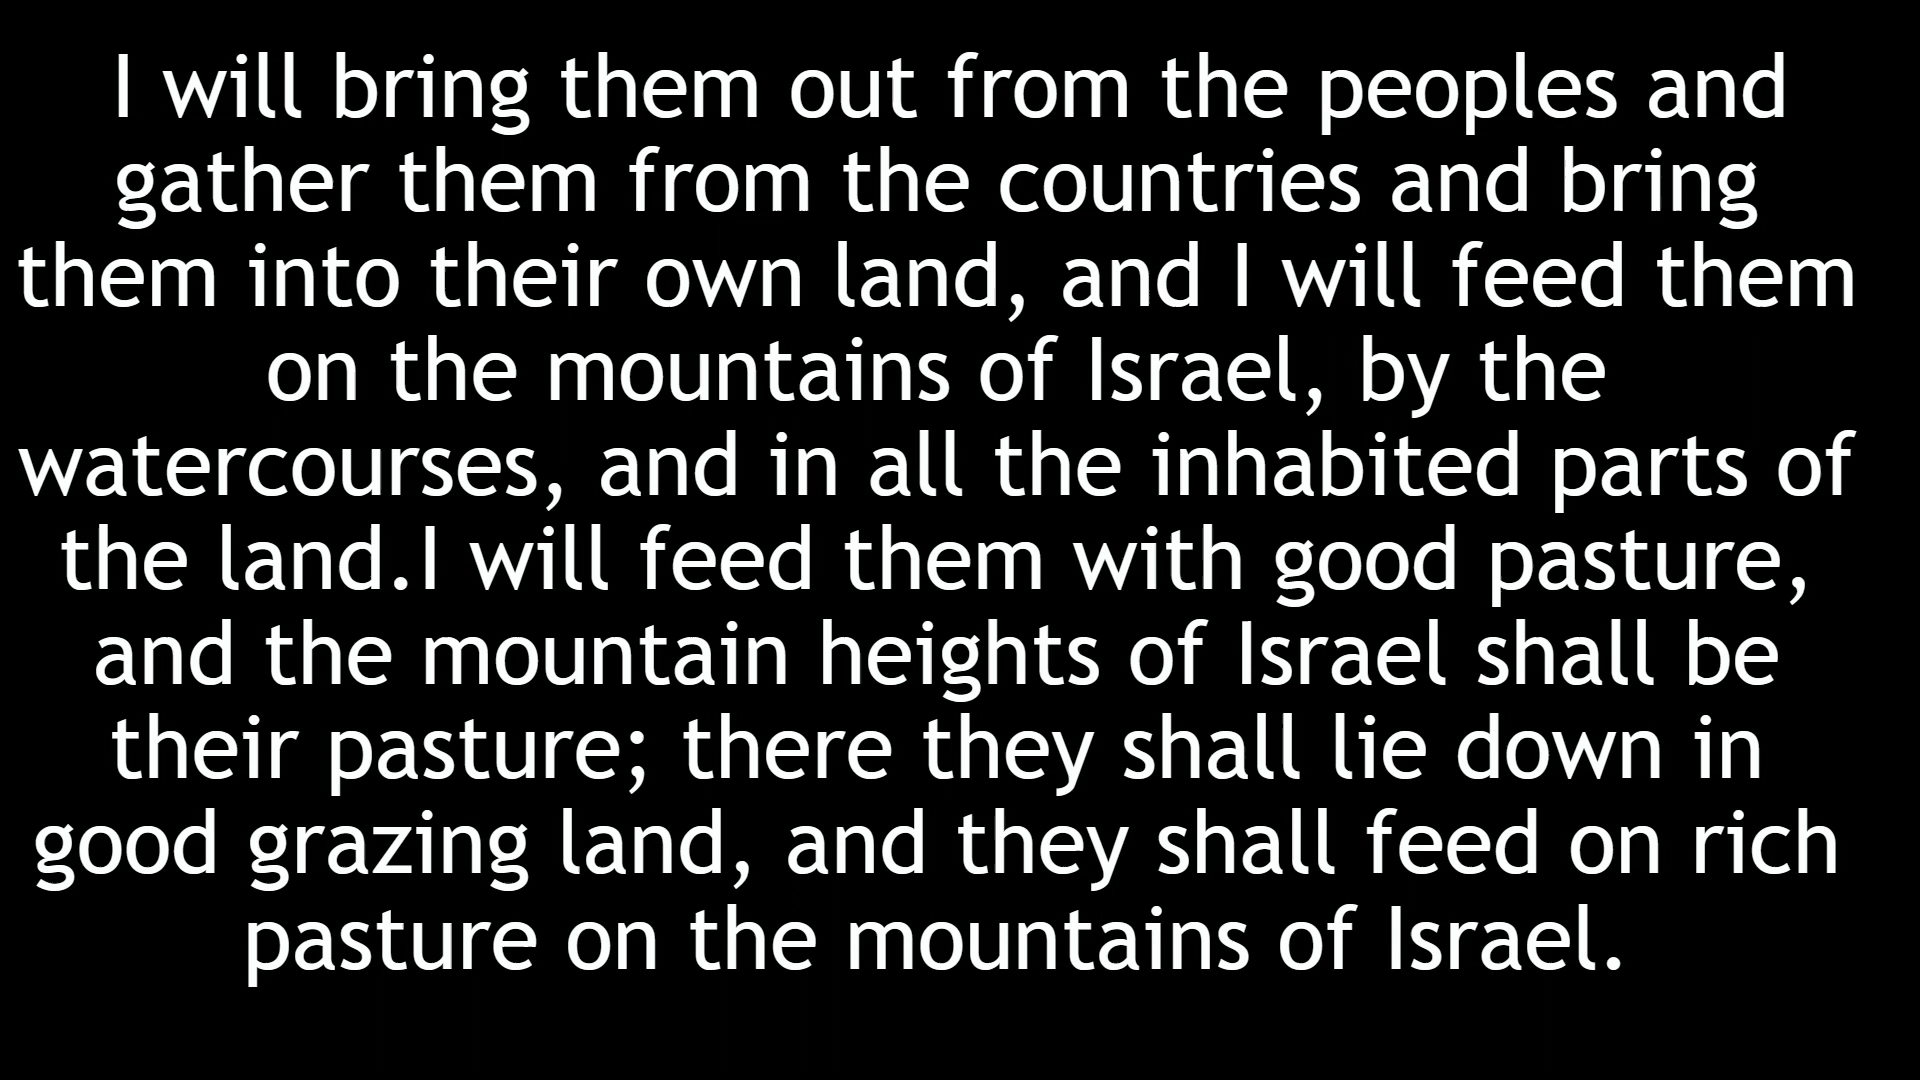 I will bring them out from the peoples and
gather them from the countries and bring
them into their own land, and I will feed them
on the mountains of Israel, by the
watercourses, and in all the inhabited parts of
the land.I will feed them with good pasture,
and the mountain heights of Israel shall be
their pasture; there they shall lie down in
good grazing land, and they shall feed on rich
pasture on the mountains of Israel.